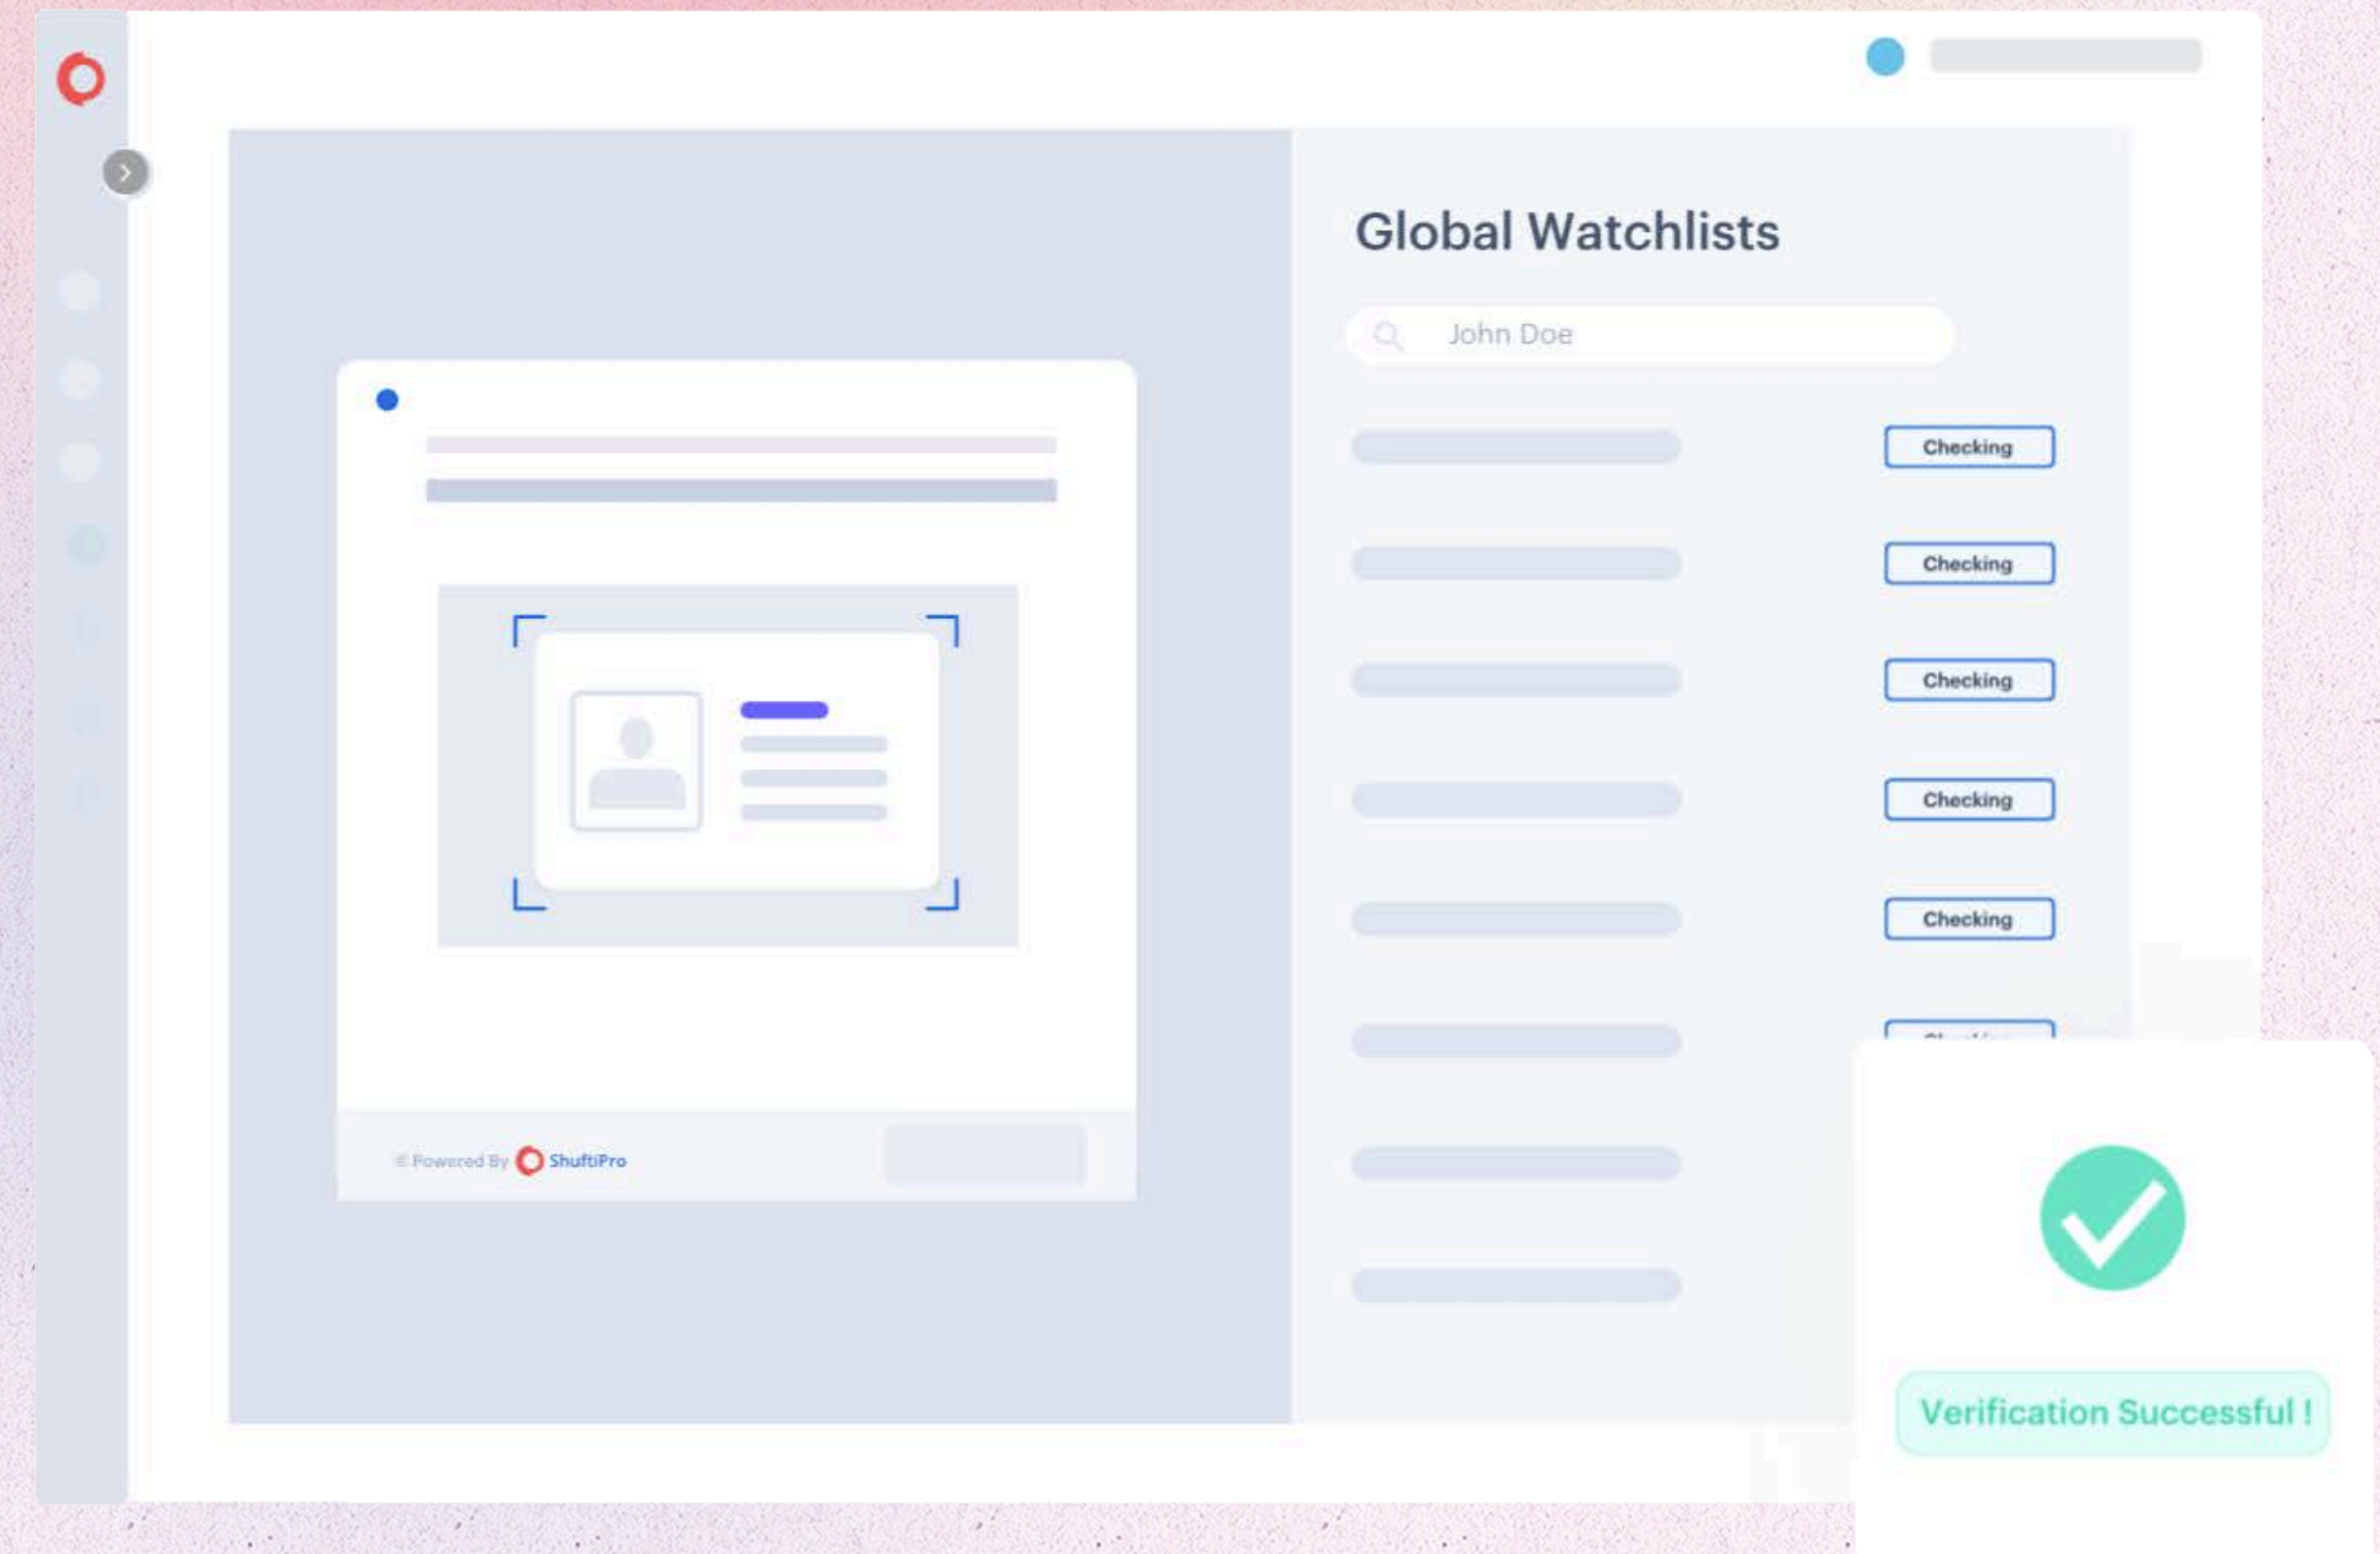 Global Watchlists
John Doe
Checking
Checking
Checking
Checking
Checking
Powered By ShuftiPro
Verification Successful !